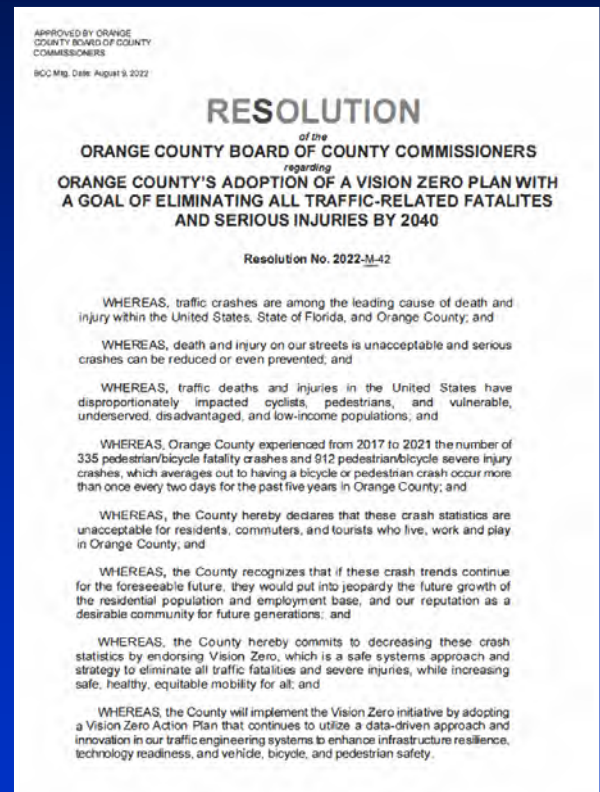 APPROVED BY ORANGE
COUNTY BOARD OF COUNTY
COMMISSIONERS
BCC Mtg. Date: August 9, 2022
RESOLUTION
of the
ORANGE COUNTY BOARD OF COUNTY COMMISSIONERS
regarding
ORANGE COUNTY'S ADOPTION OF A VISION ZERO PLAN WITH
A GOAL OF ELIMINATING ALL TRAFFIC-RELATED FATALITES
AND SERIOUS INJURIES BY 2040
Resolution No. 2022-M-42
WHEREAS, traffic crashes are among the leading cause of death and
injury within the United States, State of Florida, and Orange County; and
WHEREAS, death and injury on our streets is unacceptable and serious
crashes can be reduced or even prevented; and
WHEREAS, traffic deaths and injuries in the United States have
disproportionately impacted cyclists, pedestrians, and vulnerable,
underserved, disadvantaged, and low-income populations; and
WHEREAS, Orange County experienced from 2017 to 2021 the number of
335 pedestrian/bicycle fatality crashes and 912 pedestrian/bicycle severe injury
crashes, which averages out to having a bicycle or pedestrian crash occur more
than once every two days for the past five years in Orange County; and
WHEREAS, the County hereby declares that these crash statistics are
unacceptable for residents, commuters, and tourists who live, work and play
in Orange County; and
WHEREAS, the County recognizes that if these crash trends continue
for the foreseeable future, they would put into jeopardy the future growth of
the residential population and employment base, and our reputation as a
desirable community for future generations; and
WHEREAS, the County hereby commits to decreasing these crash
statistics by endorsing Vision Zero, which is a safe systems approach and
strategy to eliminate all traffic fatalities and severe injuries, while increasing
safe, healthy, equitable mobility for all; and
WHEREAS, the County will implement the Vision Zero initiative by adopting
a Vision Zero Action Plan that continues to utilize a data-driven approach and
innovation in our traffic engineering systems to enhance infrastructure resilience,
technology readiness, and vehicle, bicycle, and pedestrian safety.